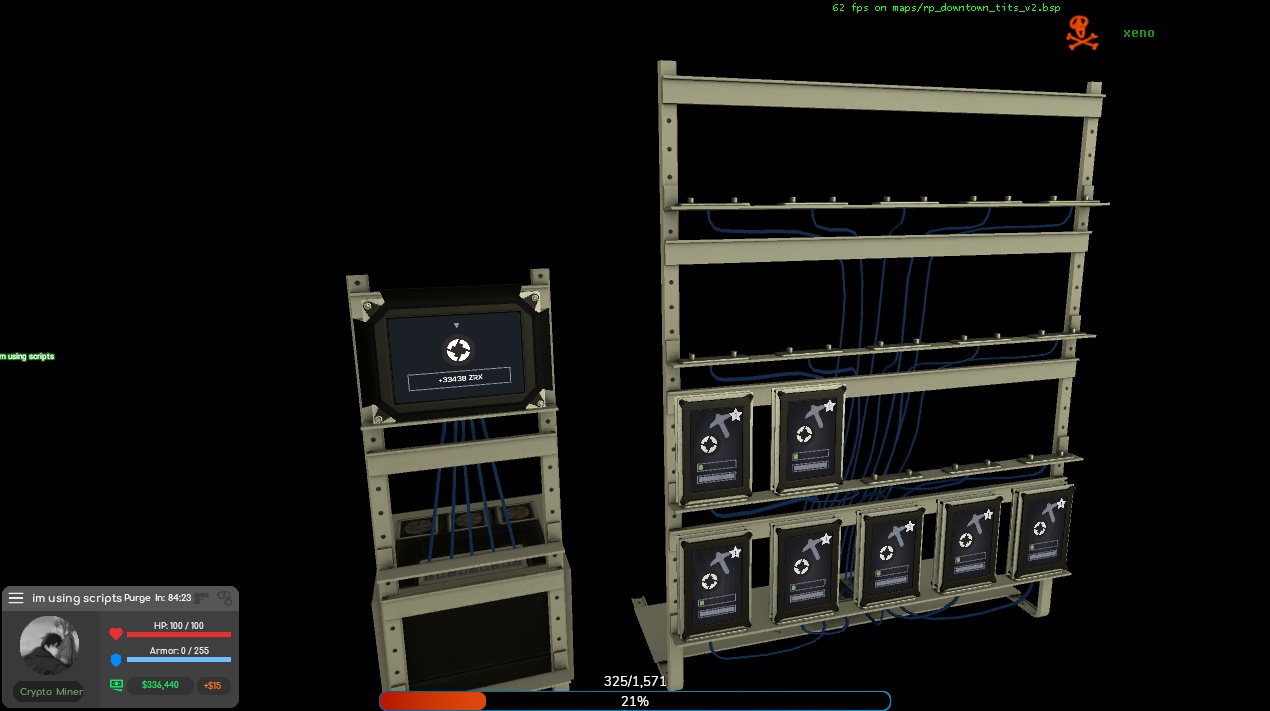 62 fps on maps/rp_downtown_tits_v2.bsp
xeno
m using scripts
+33438 ZRX
im using scripts Purge In: 84:23
HP: 100 / 100
Armor: 0 / 255
$336,440
+$15
Crypto Miner
325/1,571
21%